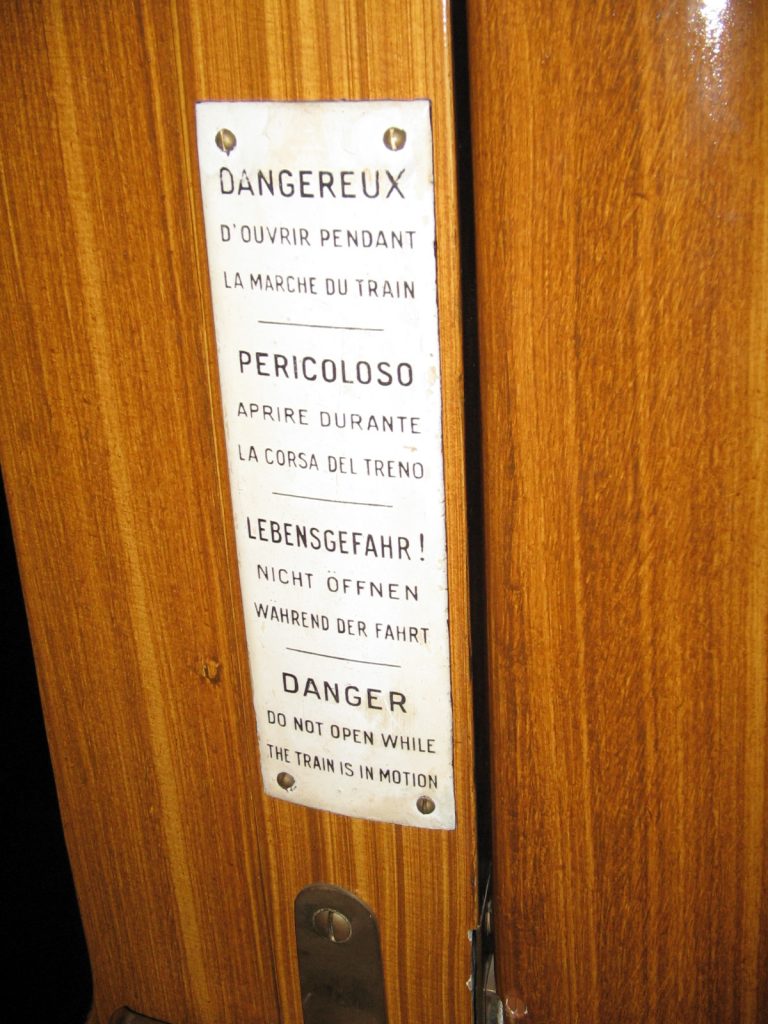 DANGEREUX
D'OUVRIR PENDANT
LA MARCHE DU TRAIN
PERICOLOSO
APRIRE DURANTE
LA CORSA DEL TRENO
LEBENSGEFAHR!
NICHT ÖFFNEN
WÄHREND DER FAHRT
DANGER
DO NOT OPEN WHILE
THE TRAIN IS IN MOTION